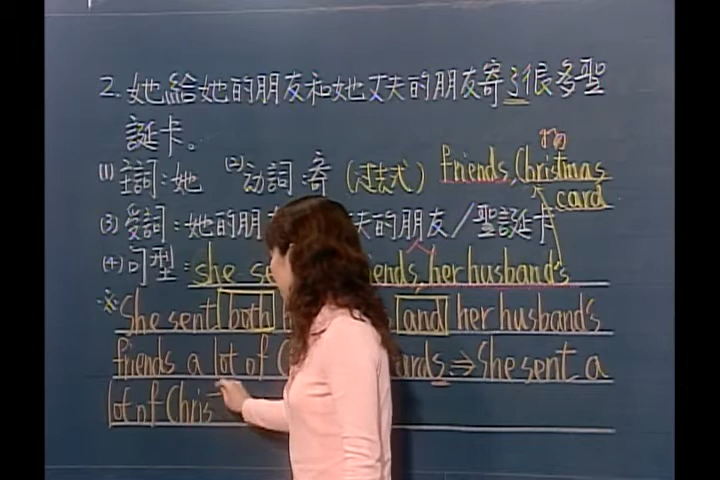 2. 她給她的朋友和她丈夫的朋友寄了很多聖
誕卡。
(1) 主詞:她 (2) 动詞:寄 (过去式) friends, Christmas
card
(3) 受詞:她的朋 夫的朋友/聖誕卡
(4) 句型: she se ends, her husband's
※ She sent both and her husband's
friends a lot of C ards ⇒ She sent a
lot of Chris